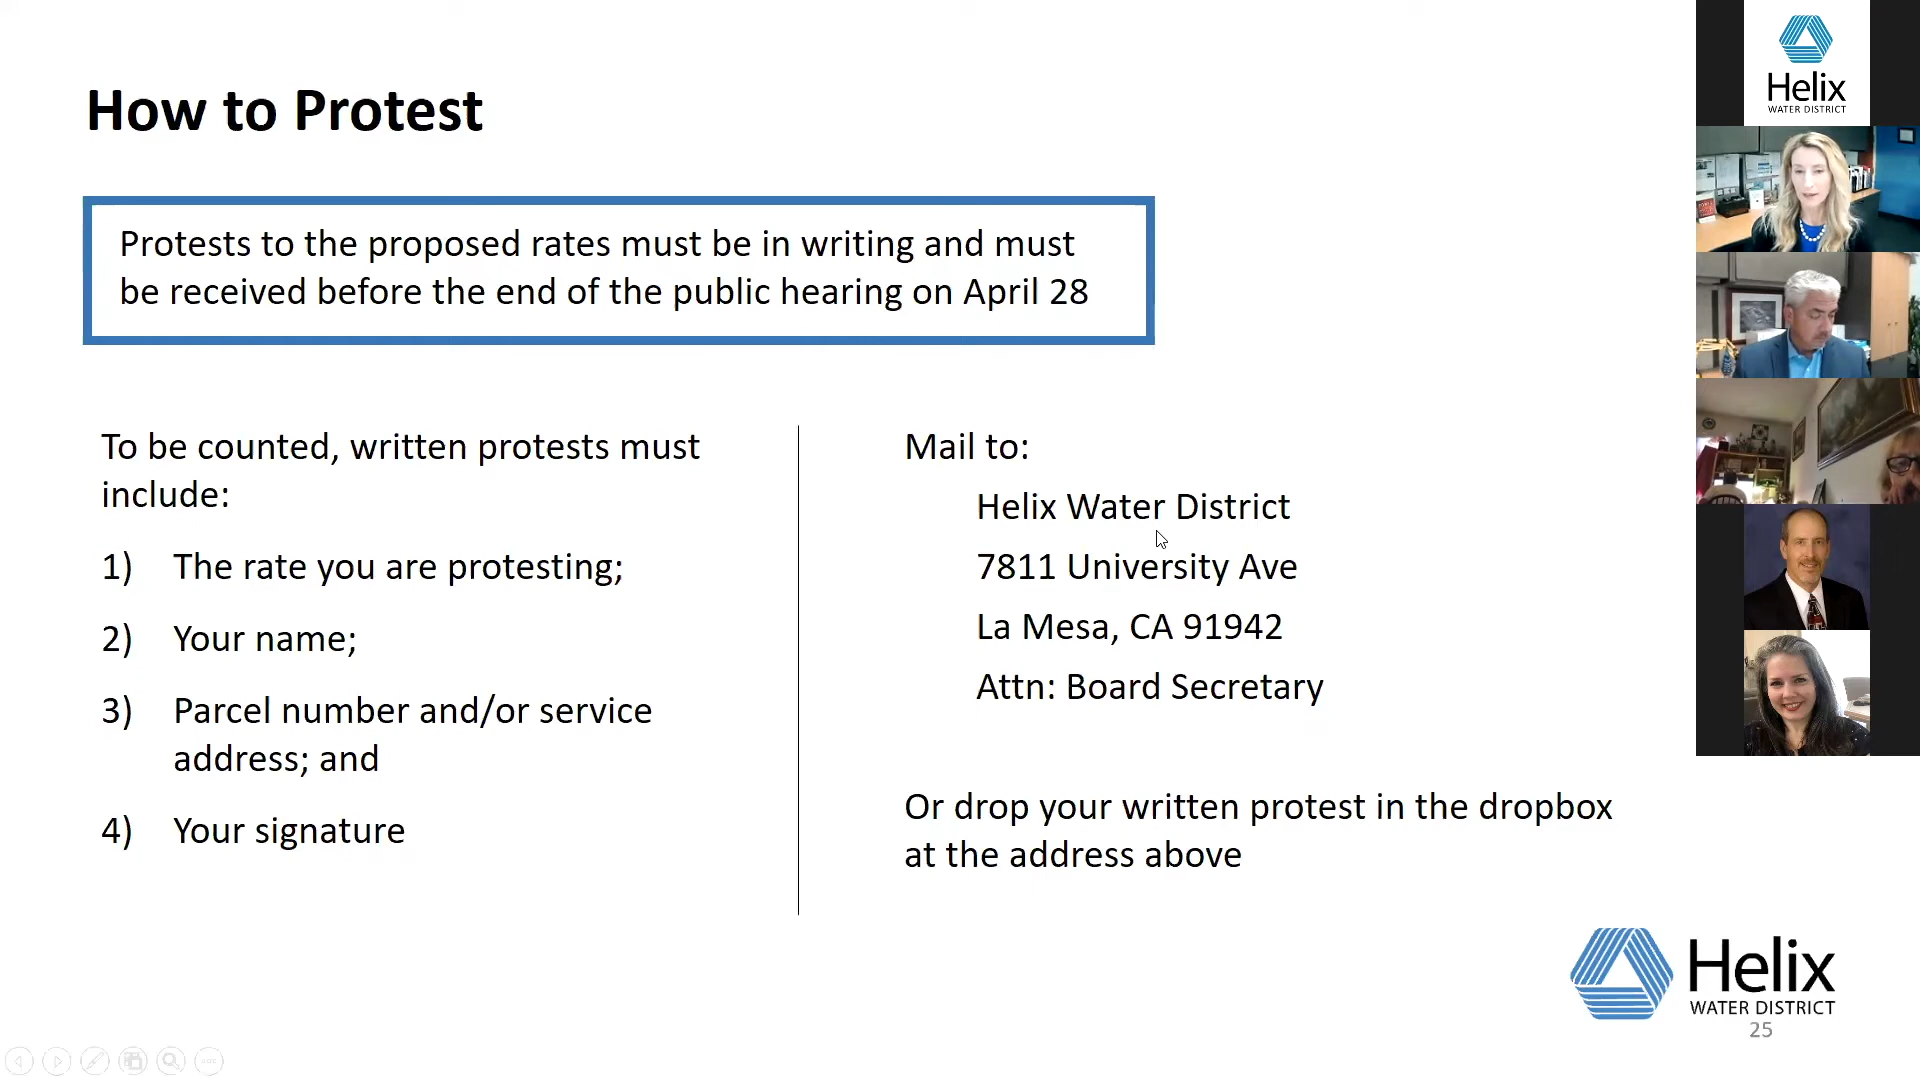 How to Protest
Protests to the proposed rates must be in writing and must
be received before the end of the public hearing on April 28
To be counted, written protests must
include:
1) The rate you are protesting;
2) Your name;
3) Parcel number and/or service
address; and
4) Your signature
Mail to:
Helix Water District
7811 University Ave
La Mesa, CA 91942
Attn: Board Secretary
Or drop your written protest in the dropbox
at the address above
Helix
WATER DISTRICT
25
Helix
WATER DISTRICT